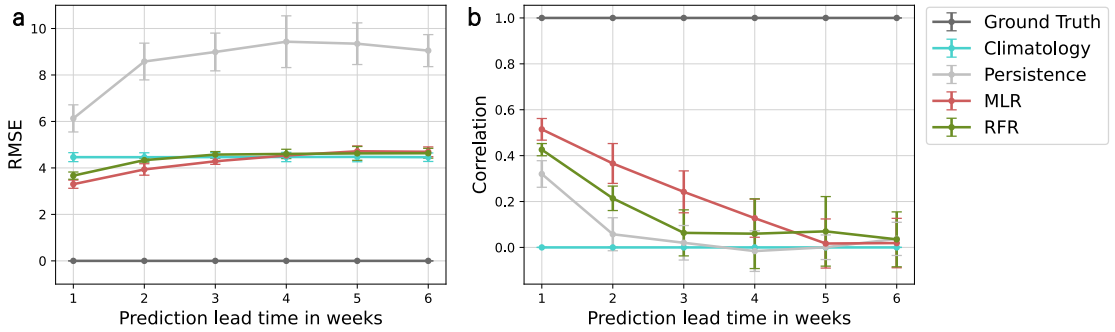 a
10
8
6
4
2
0
RMSE
1 2 3 4 5 6
Prediction lead time in weeks
b
1.0
0.8
0.6
0.4
0.2
0.0
Correlation
1 2 3 4 5 6
Prediction lead time in weeks
Ground Truth
Climatology
Persistence
MLR
RFR